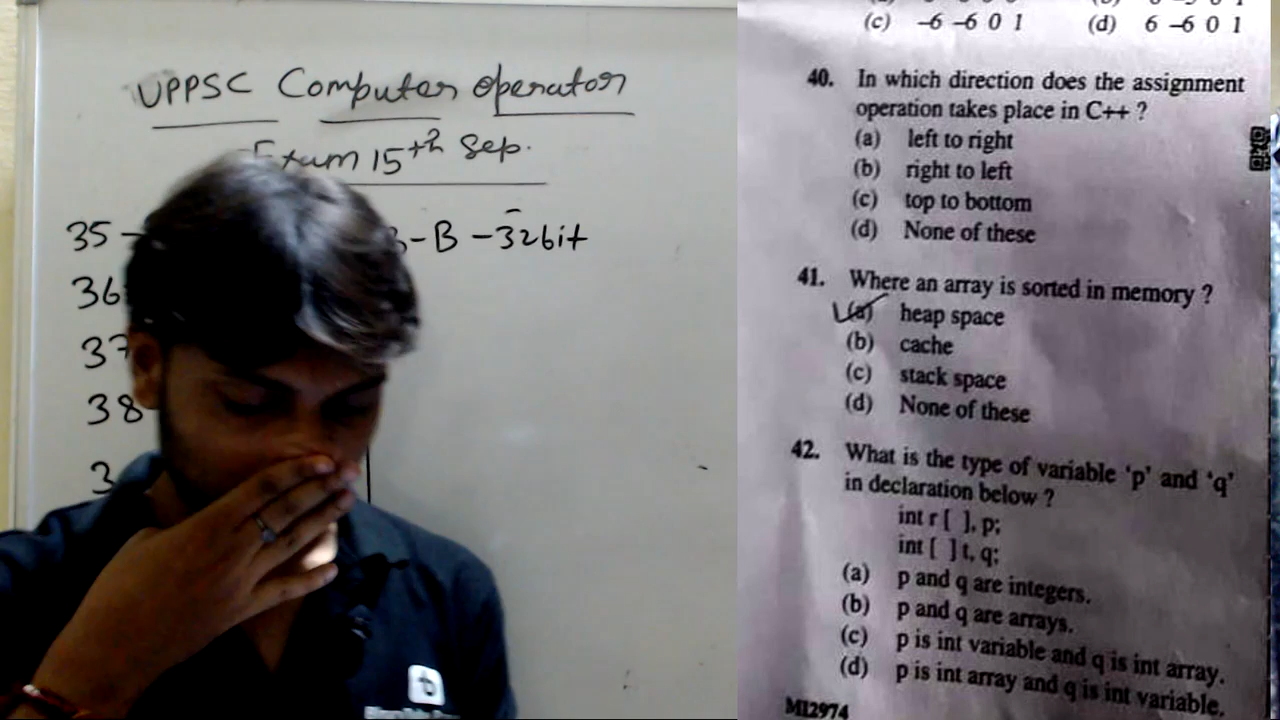 UPPSC Computer operator
Exam 15th Sep.
35 -
B - 32bit
36
37
38
3
(c) -6 -6 0 1 (d) 6 -6 0 1
40. In which direction does the assignment
operation takes place in C++ ?
(a) left to right
(b) right to left
(c) top to bottom
(d) None of these
41. Where an array is sorted in memory ?
(a) heap space
(b) cache
(c) stack space
(d) None of these
42. What is the type of variable 'p' and 'q'
in declaration below ?
int r [ ], p;
int [ ] t, q;
(a) p and q are integers.
(b) p and q are arrays.
(c) p is int variable and q is int array.
(d) p is int array and q is int variable.
MI2974